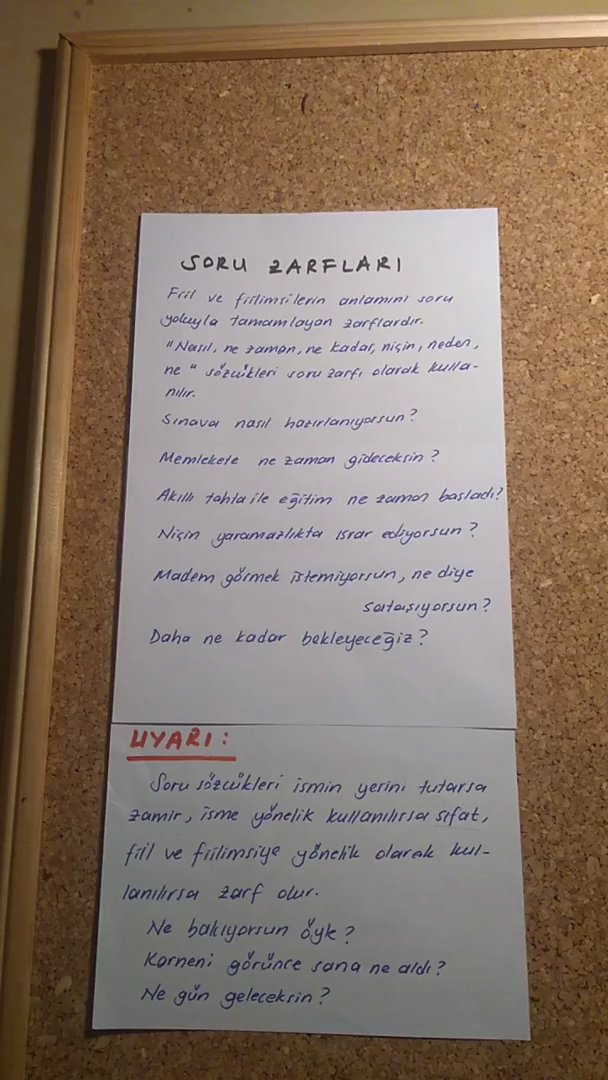 SORU ZARFLARI
Fiil ve fiilimsilerin anlamını soru
yoluyla tamamlayan zarflardır.
"Nasıl, ne zaman, ne kadar, niçin, neden,
ne" sözcükleri soru zarfı olarak kulla-
nılır.
Sınava nasıl hazırlanıyorsun?
Memlekete ne zaman gideceksin?
Akıllı tahta ile eğitim ne zaman başladı?
Niçin yaramazlıkta ısrar ediyorsun?
Madem görmek istemiyorsun, ne diye
sataşıyorsun?
Daha ne kadar bekleyeceğiz?
UYARI:
Soru sözcükleri ismin yerini tutarsa
zamir, isme yönelik kullanılırsa sıfat,
fiil ve fiilimsiye yönelik olarak kul-
lanılırsa zarf olur.
Ne bakıyorsun öyk?
Karneni görünce sana ne aldı?
Ne gün geleceksin?